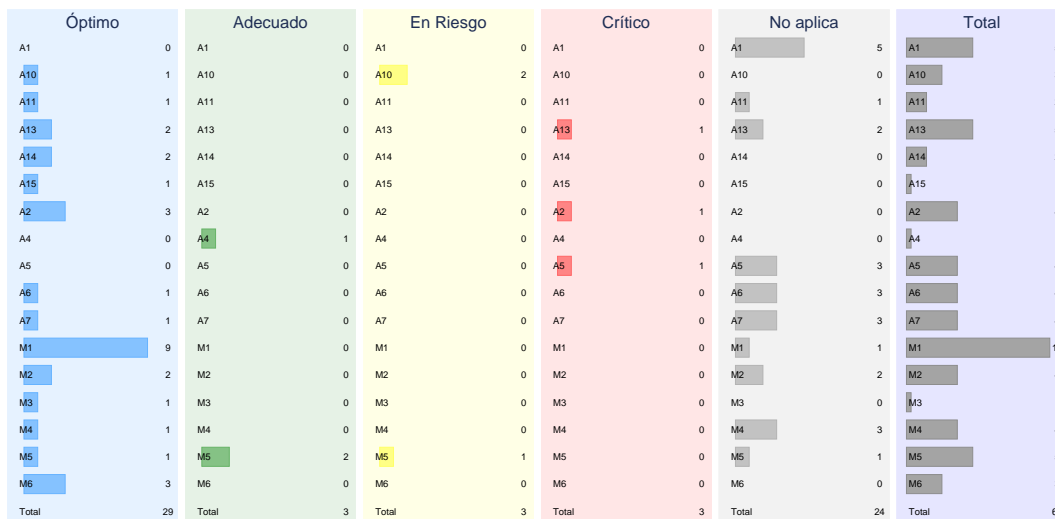 Óptimo Adecuado En Riesgo Crítico No aplica Total
A1 0 A1 0 A1 0 A1 0 A1 5 A1
A10 1 A10 0 A10 2 A10 0 A10 0 A10
A11 1 A11 0 A11 0 A11 0 A11 1 A11
A13 2 A13 0 A13 0 A13 1 A13 2 A13
A14 2 A14 0 A14 0 A14 0 A14 0 A14
A15 1 A15 0 A15 0 A15 0 A15 0 A15
A2 3 A2 0 A2 0 A2 1 A2 0 A2
A4 0 A4 1 A4 0 A4 0 A4 0 A4
A5 0 A5 0 A5 0 A5 1 A5 3 A5
A6 1 A6 0 A6 0 A6 0 A6 3 A6
A7 1 A7 0 A7 0 A7 0 A7 3 A7
M1 9 M1 0 M1 0 M1 0 M1 1 M1 1
M2 2 M2 0 M2 0 M2 0 M2 2 M2
M3 1 M3 0 M3 0 M3 0 M3 0 M3
M4 1 M4 0 M4 0 M4 0 M4 3 M4
M5 1 M5 2 M5 1 M5 0 M5 1 M5
M6 3 M6 0 M6 0 M6 0 M6 0 M6
Total 29 Total 3 Total 3 Total 3 Total 24 Total 6